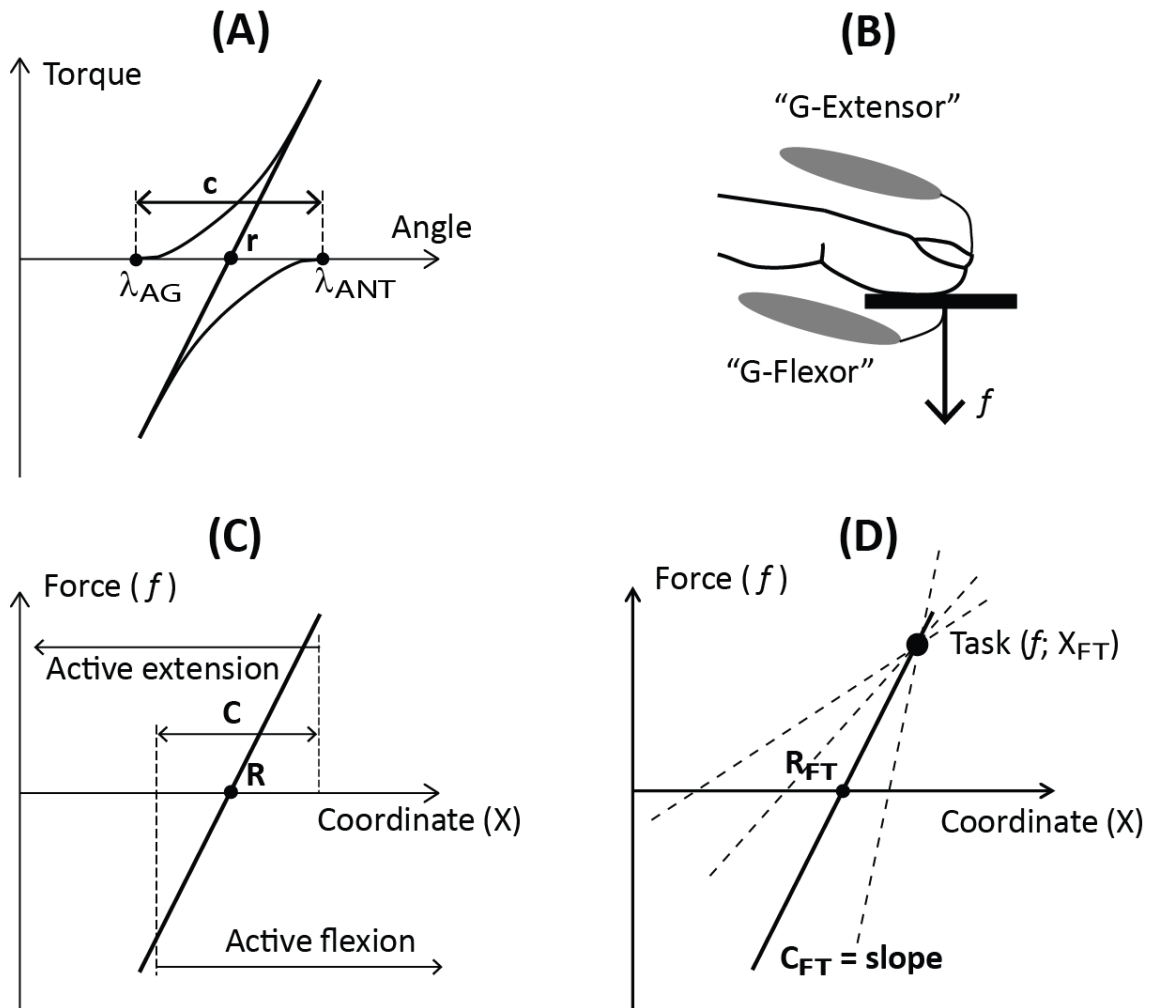 (A)
Torque
c
Angle
r
λAG
λANT
(B)
“G-Extensor”
“G-Flexor”
f
(C)
Force (f)
Active extension
C
R
Coordinate (X)
Active flexion
(D)
Force (f)
Task (f; XFT)
RFT
Coordinate (X)
CFT = slope